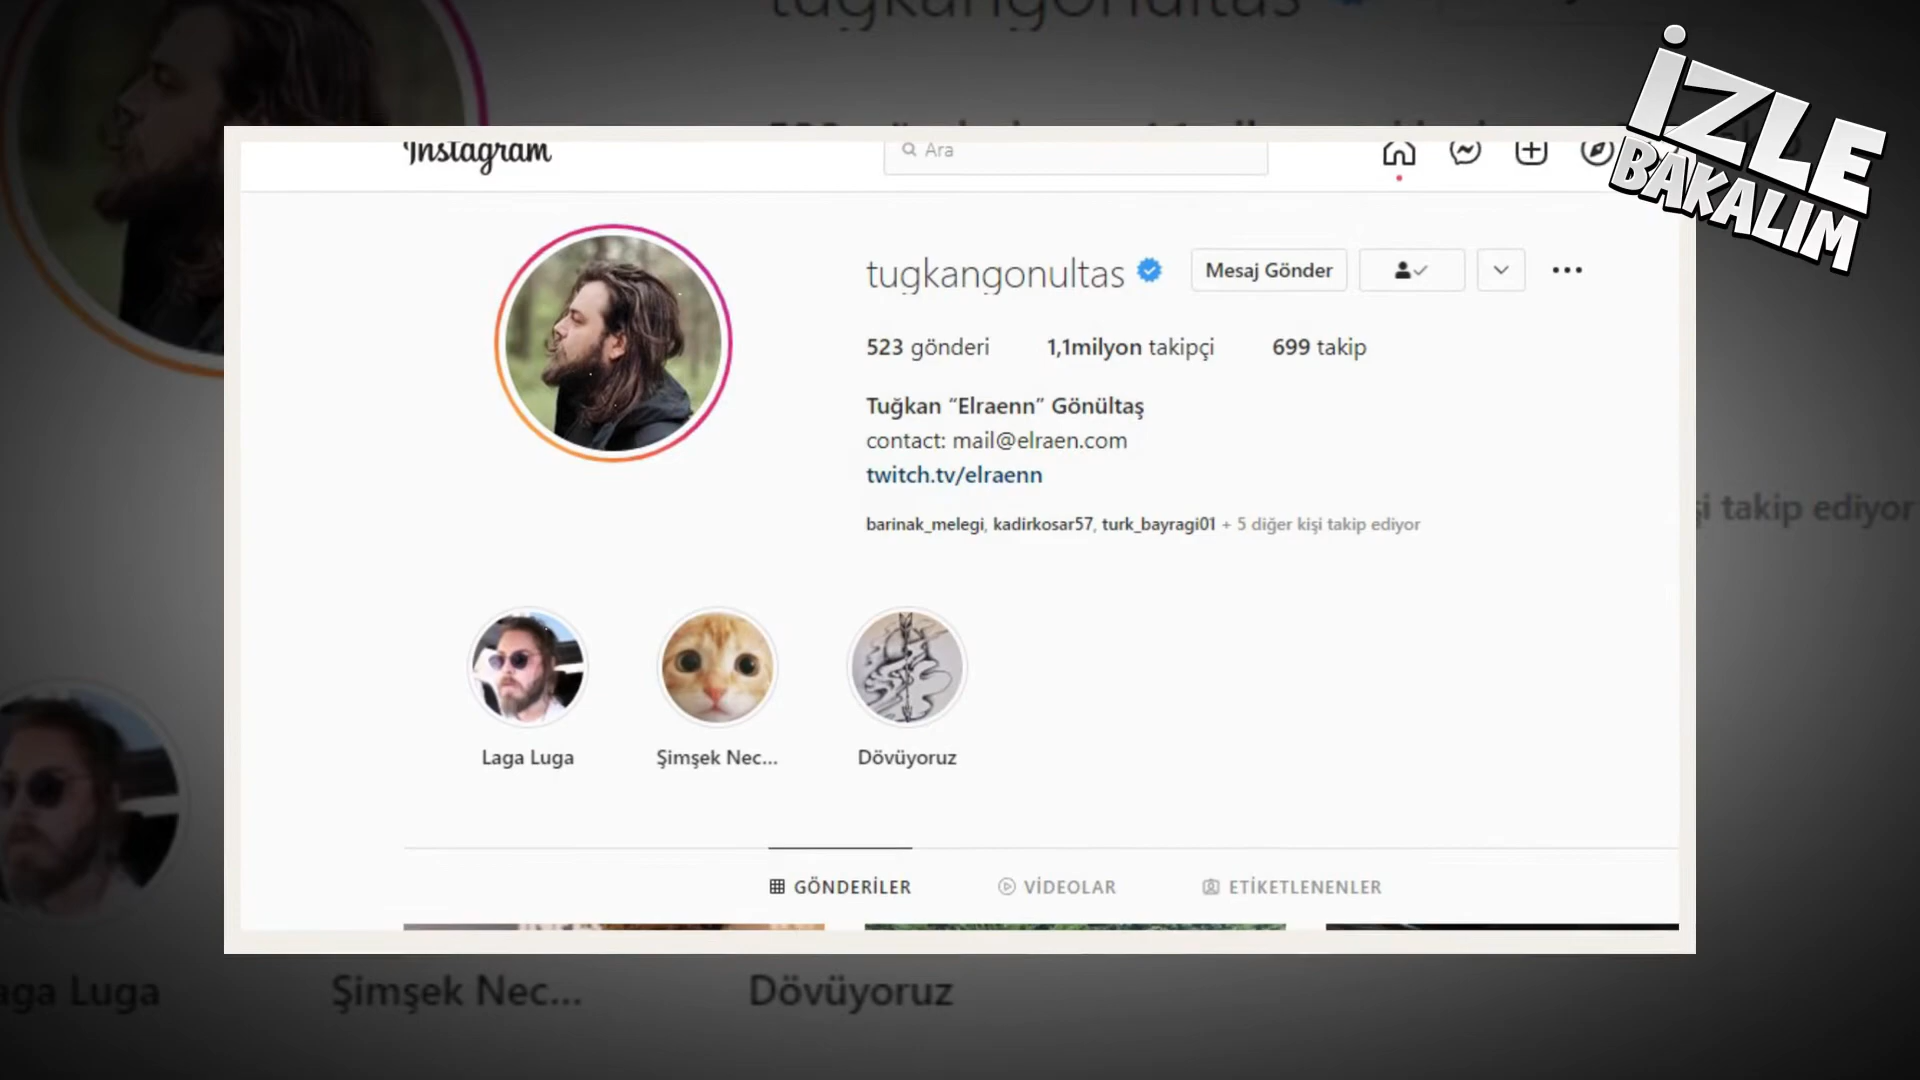 tugkangonultas
İZLE
BAKALIM
Instagram
Ara
tugkangonultas
Mesaj Gönder
523 gönderi 1,1milyon takipçi 699 takip
Tuğkan “Elraenn” Gönültaş
contact: mail@elraen.com
twitch.tv/elraenn
barinak_melegi, kadirkosar57, turk_bayragi01 + 5 diğer kişi takip ediyor
şi takip ediyor
Laga Luga Şimşek Nec... Dövüyoruz
GÖNDERİLER VİDEOLAR ETİKETLENENLER
aga Luga Şimşek Nec... Dövüyoruz